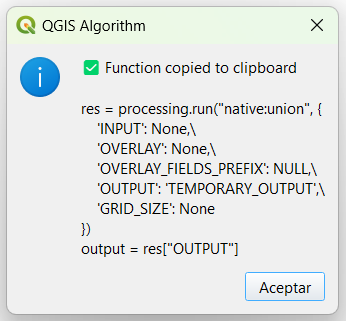 QGIS Algorithm
Function copied to clipboard
res = processing.run("native:union", {
    'INPUT': None,\
    'OVERLAY': None,\
    'OVERLAY_FIELDS_PREFIX': NULL,\
    'OUTPUT': 'TEMPORARY_OUTPUT',\
    'GRID_SIZE': None
})
output = res["OUTPUT"]
Aceptar